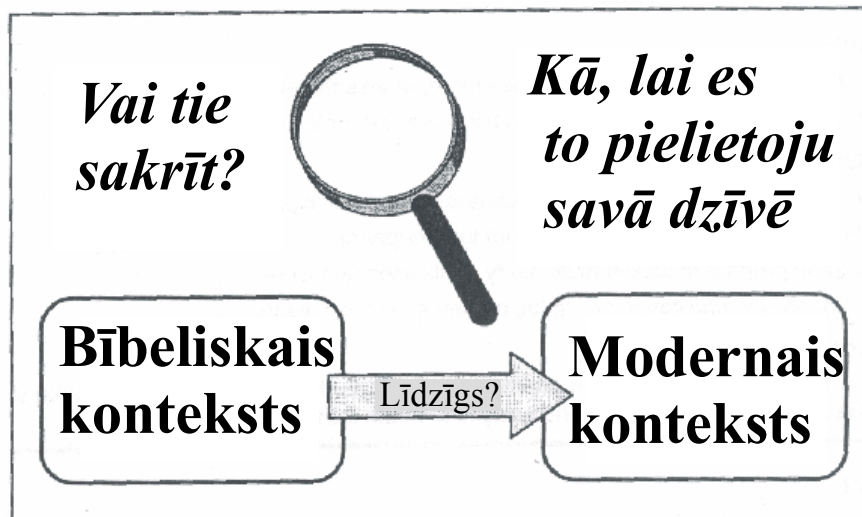 Vai tie
sakrīt?
Kā, lai es
to pielietoju
savā dzīvē
Bībeliskais
konteksts
Līdzīgs?
Modernais
konteksts